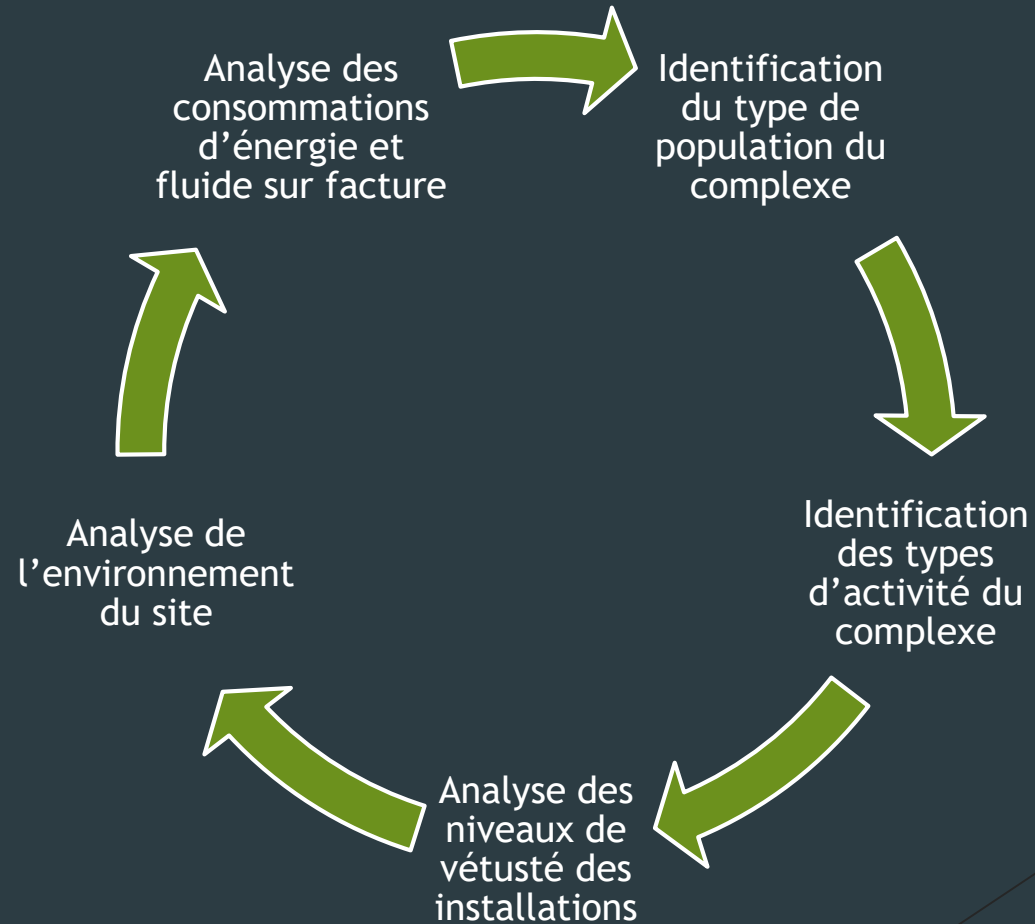 Analyse des
consommations
d’énergie et
fluide sur facture
Identification
du type de
population du
complexe
Identification
des types
d’activité du
complexe
Analyse des
niveaux de
vétusté des
installations
Analyse de
l’environnement
du site